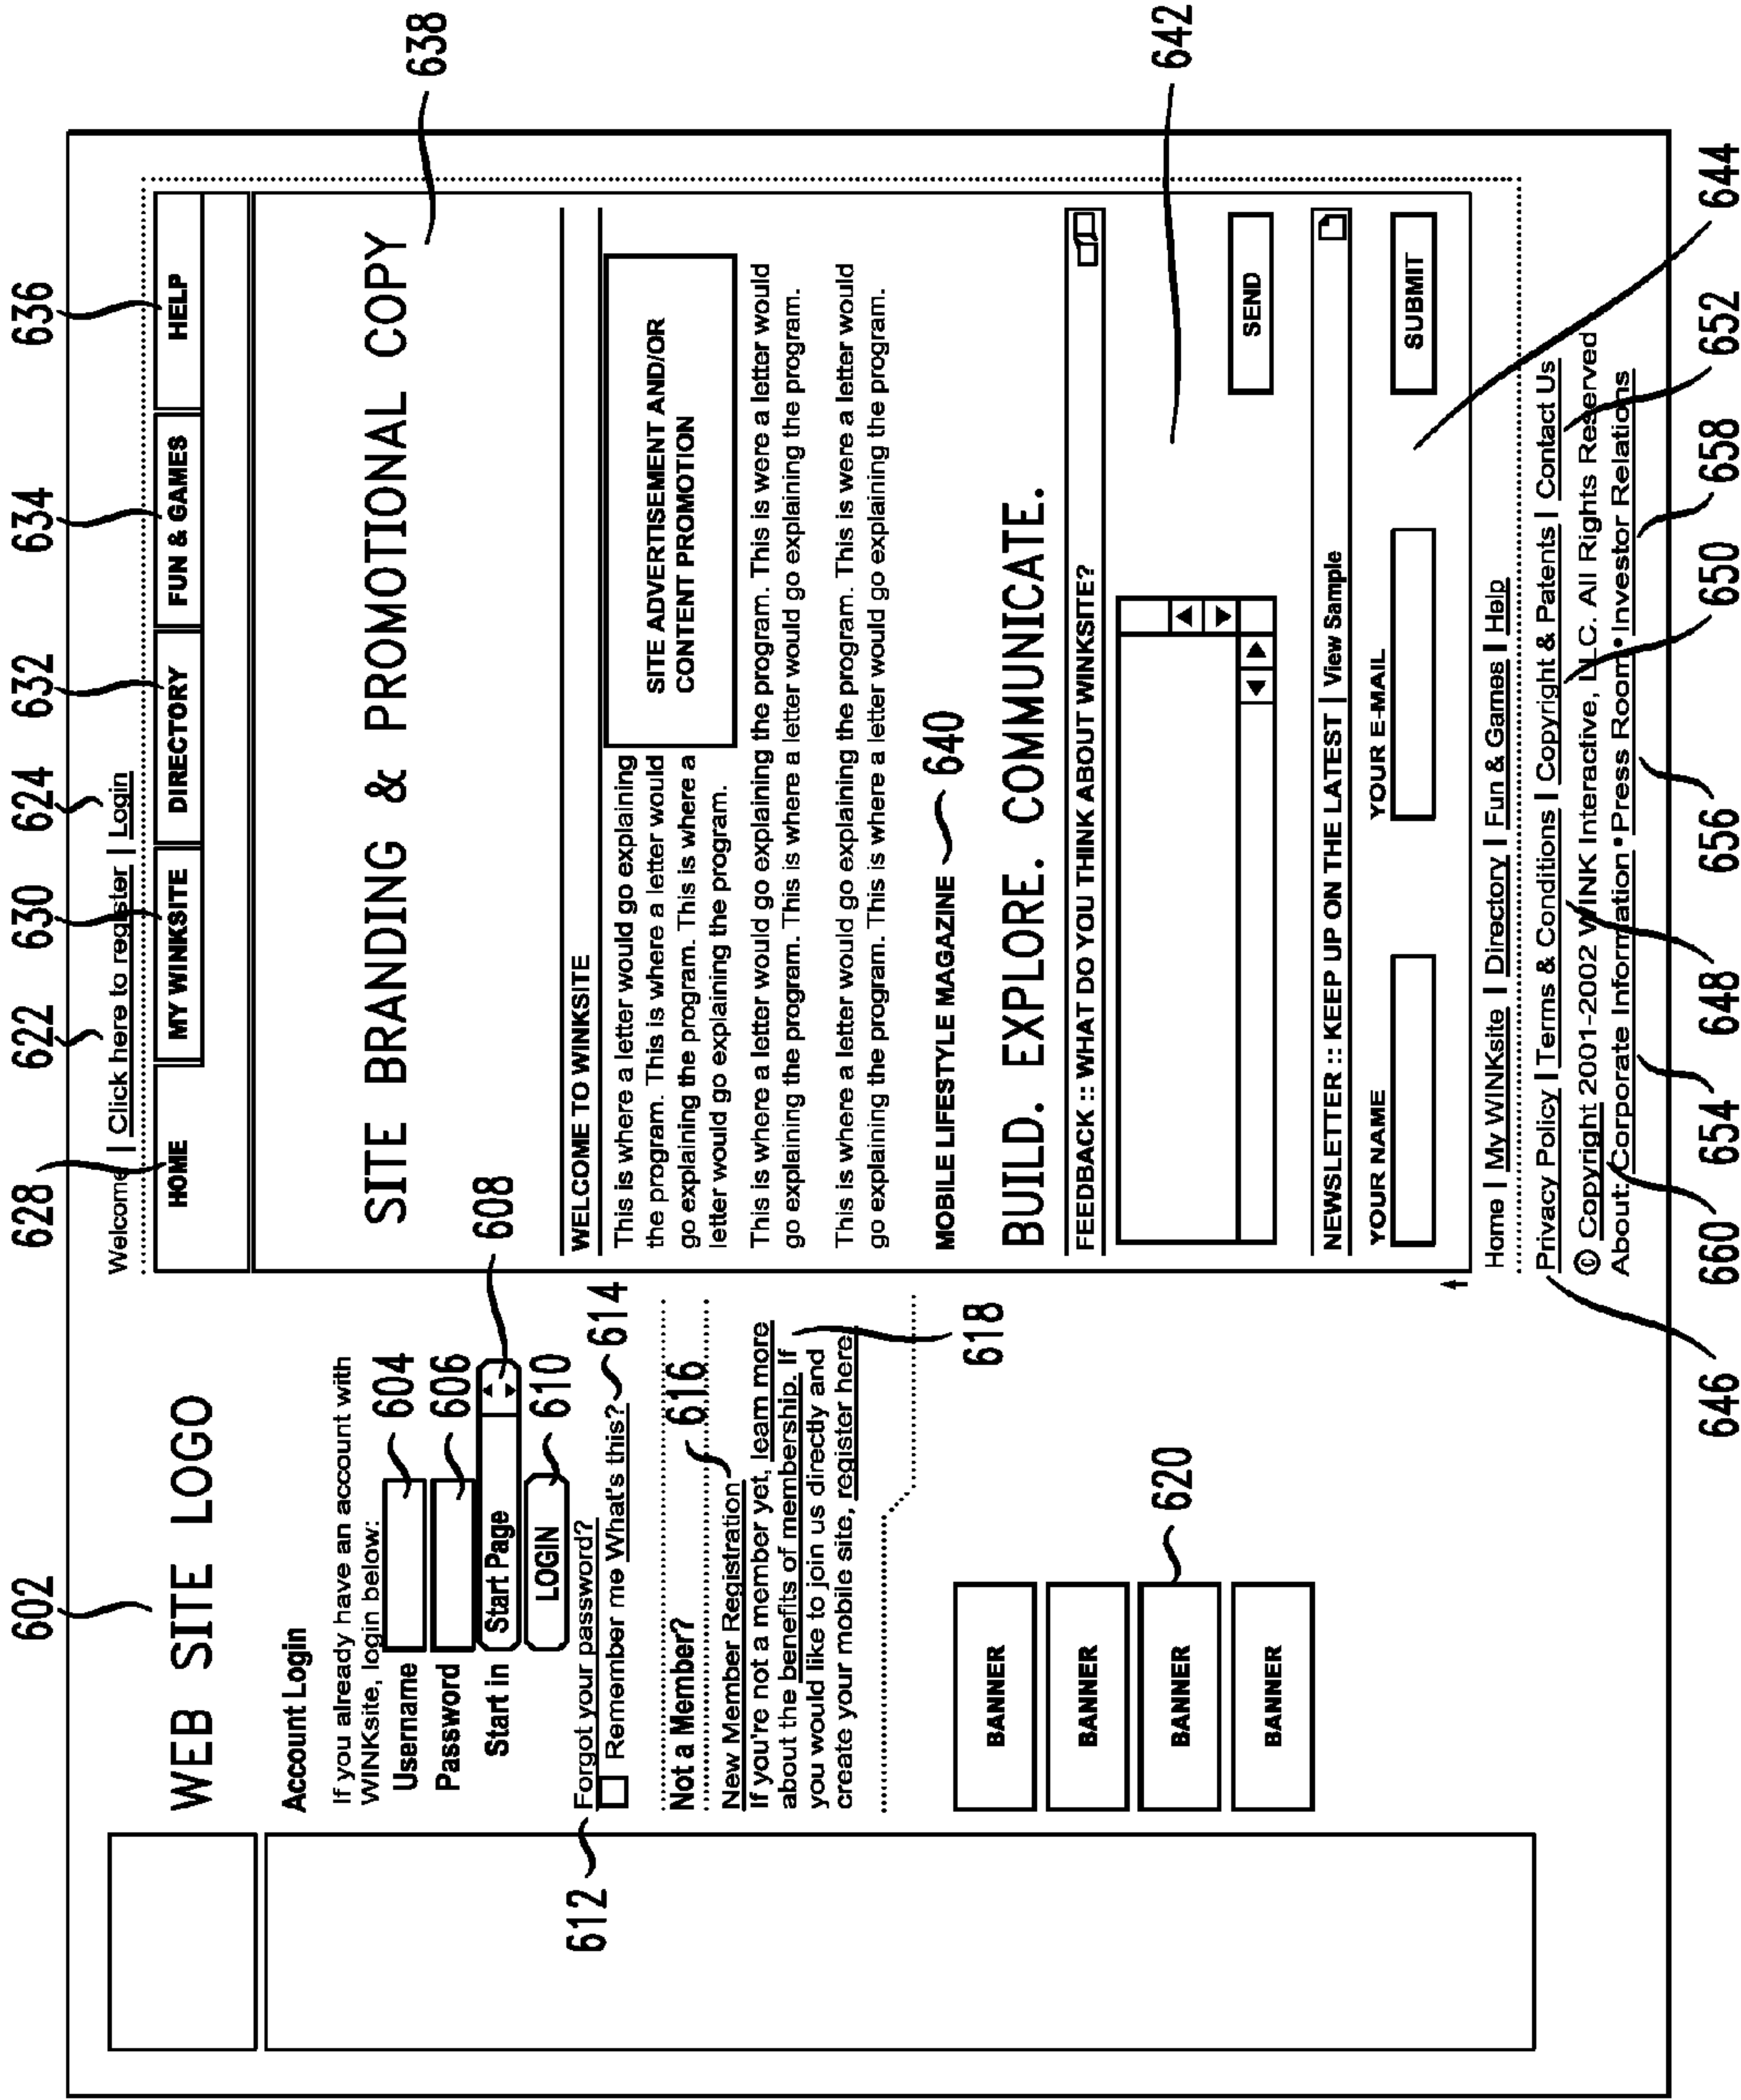 602
622
624
628
630
632
634
636
WEB SITE LOGO
Welcome | Click here to register | Login
HOME
MY WINKSITE
DIRECTORY
FUN & GAMES
HELP
Account Login
If you already have an account with
WINKsite, login below:
Username
604
Password
606
Start in
Start Page
608
LOGIN
610
612
Forgot your password?
Remember me What's this?
614
Not a Member?
616
New Member Registration
If you're not a member yet, learn more
about the benefits of membership. If
you would like to join us directly and
create your mobile site, register here
618
BANNER
BANNER
BANNER
620
BANNER
SITE BRANDING & PROMOTIONAL COPY
638
WELCOME TO WINKSITE
This is where a letter would go explaining
the program. This is where a letter would
go explaining the program. This is where a
letter would go explaining the program.
SITE ADVERTISEMENT AND/OR
CONTENT PROMOTION
This is where a letter would go explaining the program. This is were a letter would
go explaining the program. This is where a letter would go explaining the program.
This is where a letter would go explaining the program. This is were a letter would
go explaining the program. This is where a letter would go explaining the program.
MOBILE LIFESTYLE MAGAZINE
640
BUILD. EXPLORE. COMMUNICATE.
FEEDBACK :: WHAT DO YOU THINK ABOUT WINKSITE?
642
SEND
NEWSLETTER :: KEEP UP ON THE LATEST | View Sample
YOUR NAME
YOUR E-MAIL
SUBMIT
644
Home | My WINKsite | Directory | Fun & Games | Help
Privacy Policy | Terms & Conditions | Copyright & Patents | Contact Us
© Copyright 2001-2002 WINK Interactive, LLC. All Rights Reserved
About: Corporate Information • Press Room • Investor Relations
646
660
654
648
656
650
658
652